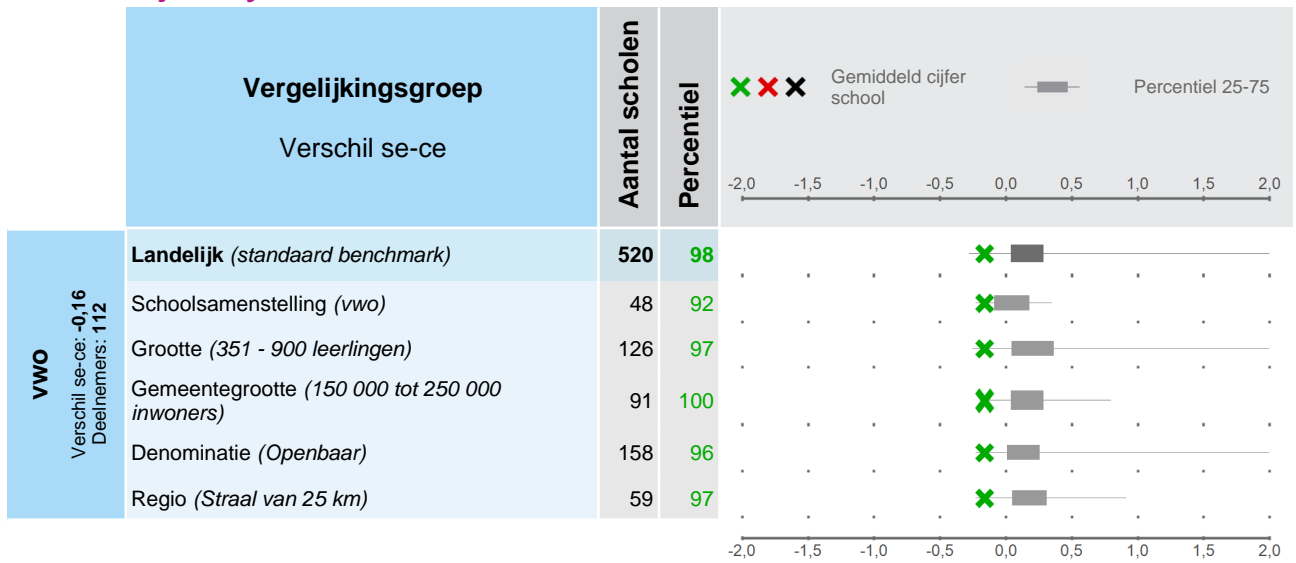 Vergelijkingsgroep
Verschil se-ce
Aantal scholen
Percentiel
Gemiddeld cijfer
school
Percentiel 25-75
-2,0 -1,5 -1,0 -0,5 0,0 0,5 1,0 1,5 2,0
vwo
Verschil se-ce: -0,16
Deelnemers: 112
Landelijk (standaard benchmark) 520 98
Schoolsamenstelling (vwo) 48 92
Grootte (351 - 900 leerlingen) 126 97
Gemeentegrootte (150 000 tot 250 000
inwoners) 91 100
Denominatie (Openbaar) 158 96
Regio (Straal van 25 km) 59 97
-2,0 -1,5 -1,0 -0,5 0,0 0,5 1,0 1,5 2,0